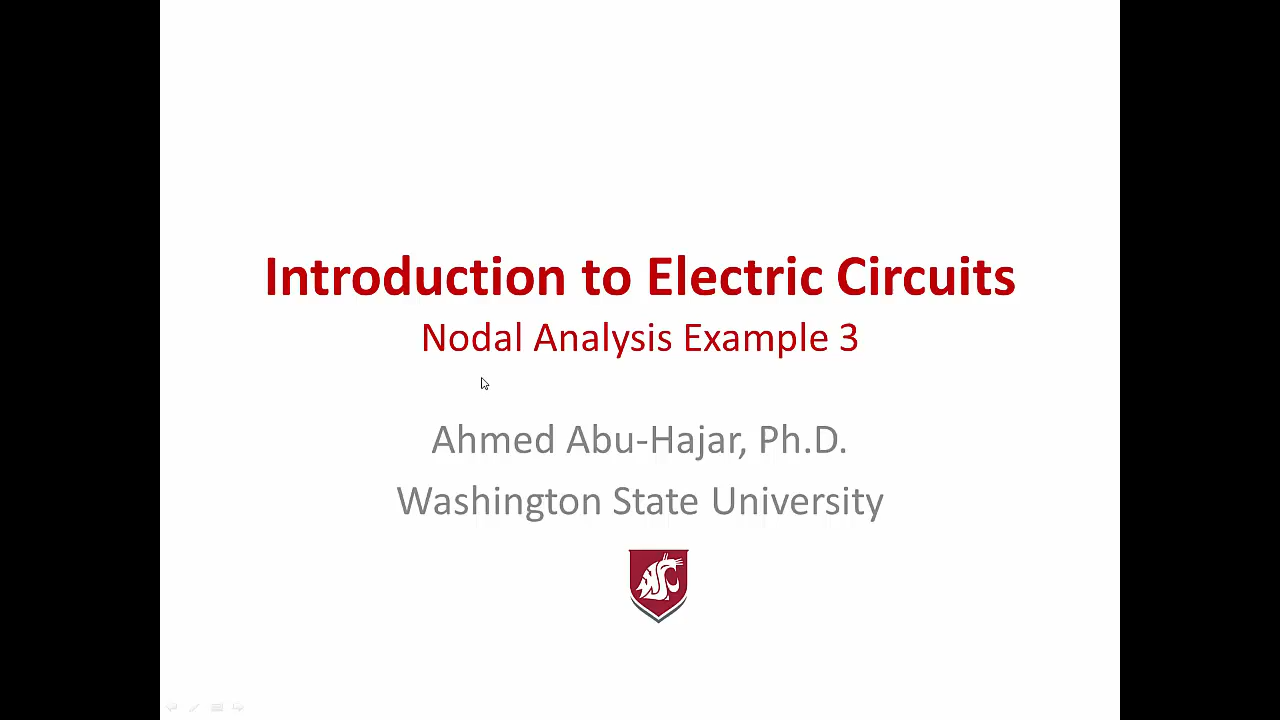 Introduction to Electric Circuits
Nodal Analysis Example 3
Ahmed Abu-Hajar, Ph.D.
Washington State University